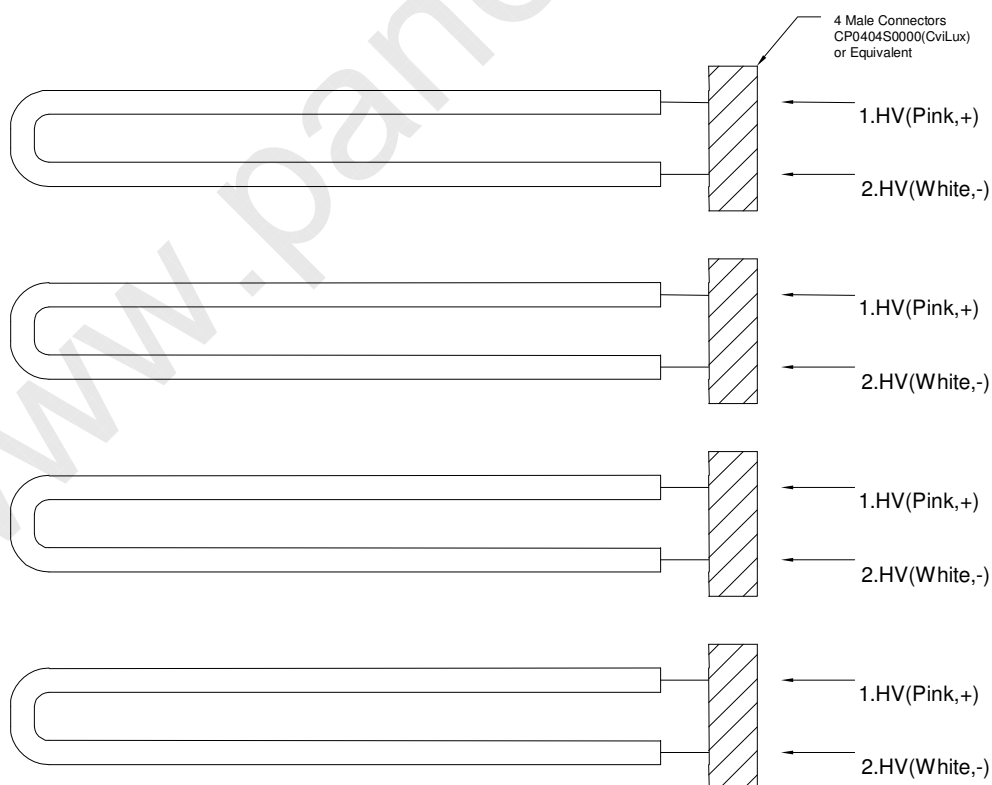 4 Male Connectors
CP0404S0000(CviLux)
or Equivalent
1.HV(Pink,+)
2.HV(White,-)
1.HV(Pink,+)
2.HV(White,-)
1.HV(Pink,+)
2.HV(White,-)
1.HV(Pink,+)
2.HV(White,-)